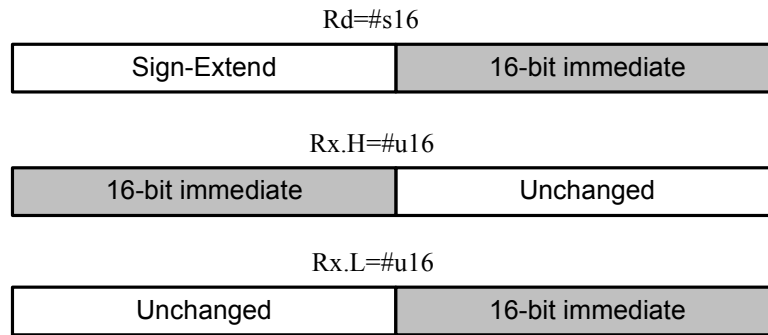 Rd=#s16
Sign-Extend 16-bit immediate
Rx.H=#u16
16-bit immediate Unchanged
Rx.L=#u16
Unchanged 16-bit immediate